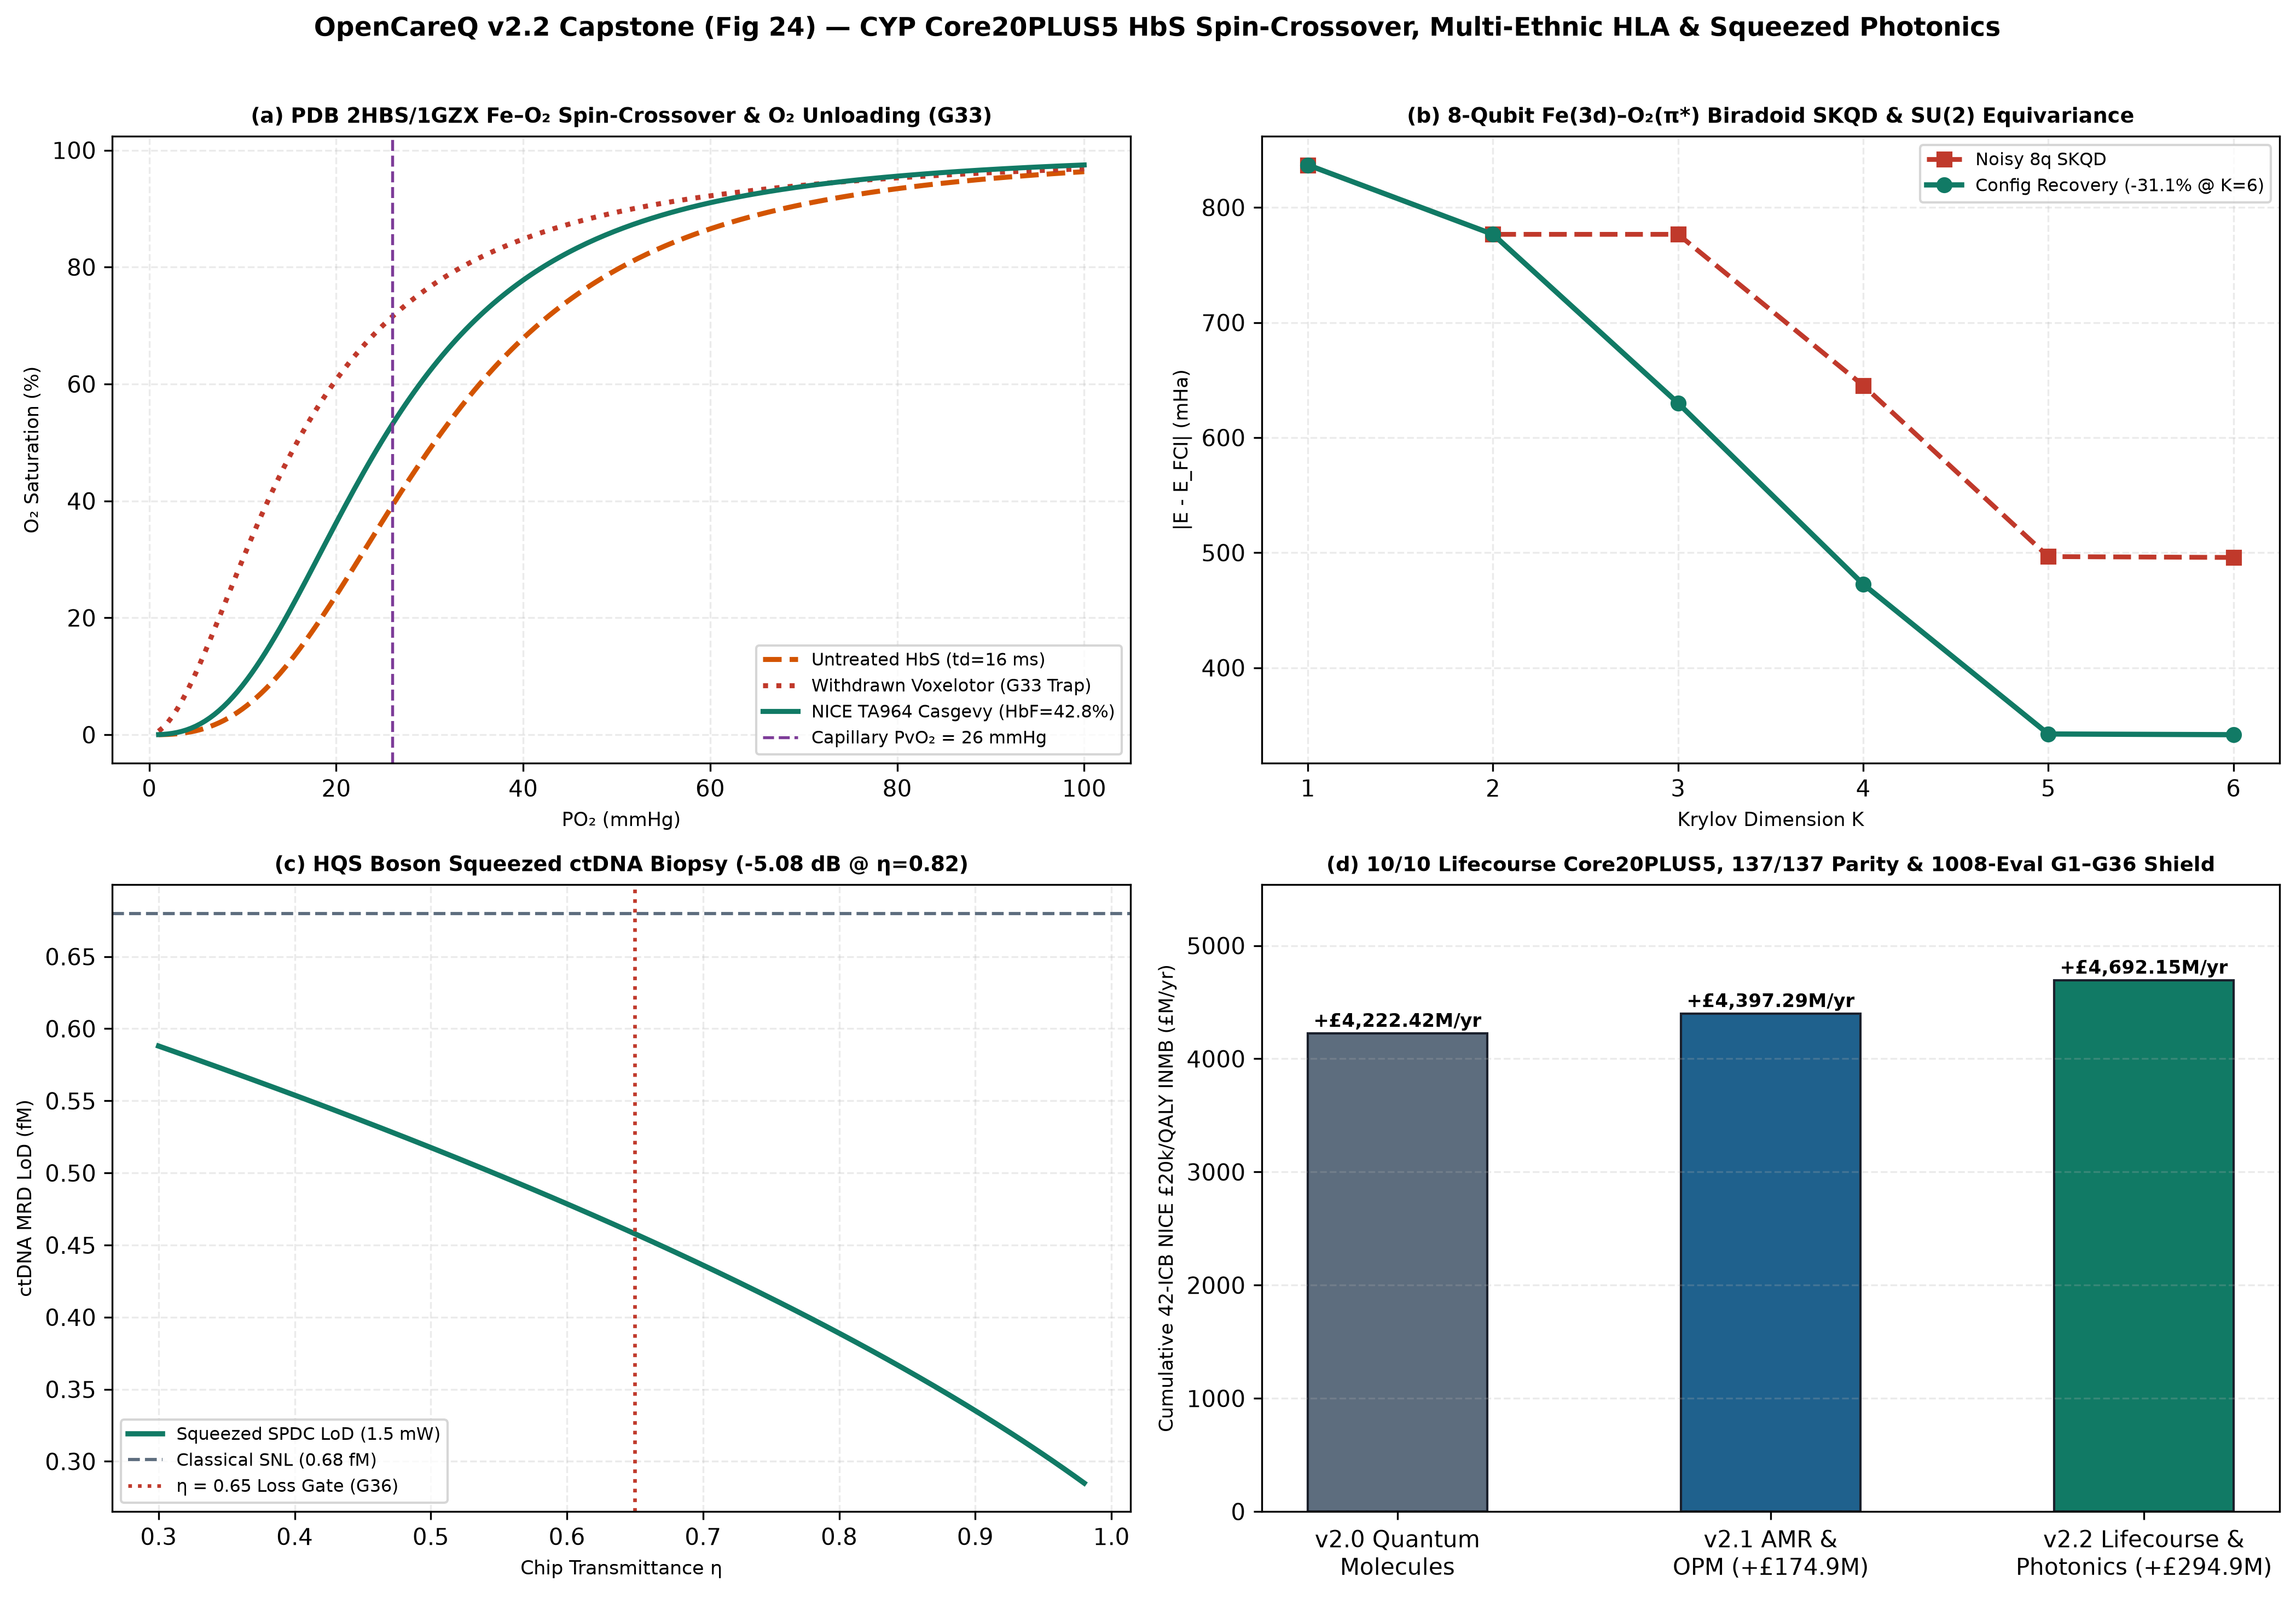 OpenCareQ v2.2 Capstone (Fig 24) — CYP Core20PLUS5 HbS Spin-Crossover, Multi-Ethnic HLA & Squeezed Photonics
(a) PDB 2HBS/1GZX Fe–O₂ Spin-Crossover & O₂ Unloading (G33)
O₂ Saturation (%)
100
80
60
40
20
0
0
20
40
60
80
100
PO₂ (mmHg)
Untreated HbS (td=16 ms)
Withdrawn Voxelotor (G33 Trap)
NICE TA964 Casgevy (HbF=42.8%)
Capillary PvO₂ = 26 mmHg
(b) 8-Qubit Fe(3d)–O₂(π*) Biradoid SKQD & SU(2) Equivariance
|E - E_FCI| (mHa)
800
700
600
500
400
1
2
3
4
5
6
Krylov Dimension K
Noisy 8q SKQD
Config Recovery (-31.1% @ K=6)
(c) HQS Boson Squeezed ctDNA Biopsy (-5.08 dB @ η=0.82)
ctDNA MRD LoD (fM)
0.65
0.60
0.55
0.50
0.45
0.40
0.35
0.30
Squeezed SPDC LoD (1.5 mW)
Classical SNL (0.68 fM)
η = 0.65 Loss Gate (G36)
0.3
0.4
0.5
0.6
0.7
0.8
0.9
1.0
Chip Transmittance η
(d) 10/10 Lifecourse Core20PLUS5, 137/137 Parity & 1008-Eval G1–G36 Shield
Cumulative 42-ICB NICE £20k/QALY INMB (£M/yr)
5000
4000
3000
2000
1000
0
+£4,222.42M/yr
+£4,397.29M/yr
+£4,692.15M/yr
v2.0 Quantum
Molecules
v2.1 AMR &
OPM (+£174.9M)
v2.2 Lifecourse &
Photonics (+£294.9M)